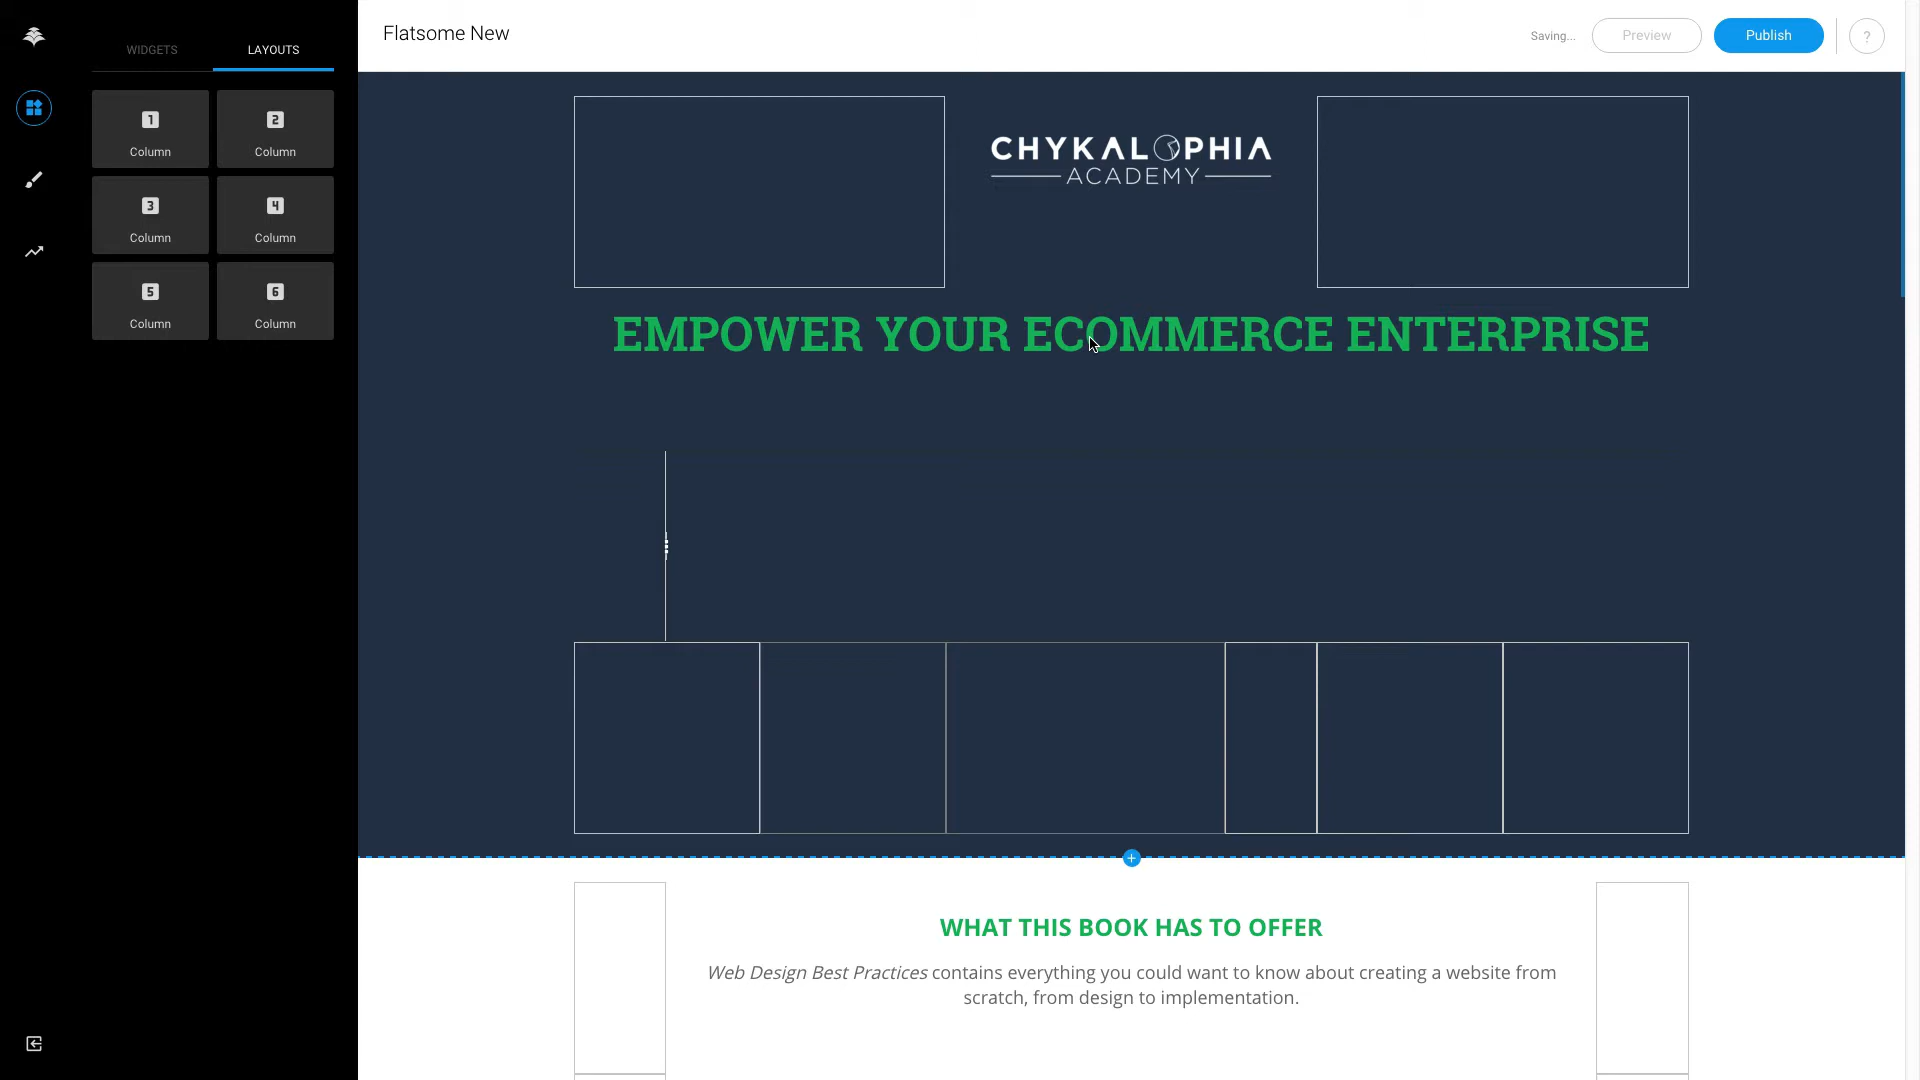 WIDGETS
LAYOUTS
1
Column
2
Column
3
Column
4
Column
5
Column
6
Column
Flatsome New
Saving...
Preview
Publish
?
CHYKALOPHIA
ACADEMY
EMPOWER YOUR ECOMMERCE ENTERPRISE
WHAT THIS BOOK HAS TO OFFER
Web Design Best Practices contains everything you could want to know about creating a website from
scratch, from design to implementation.